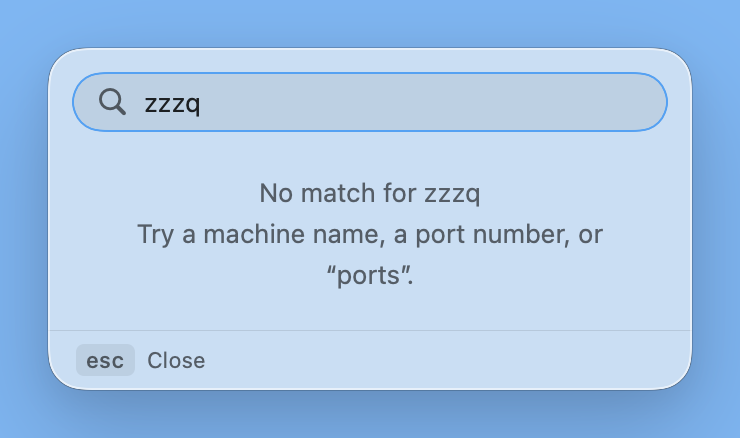 zzzq
No match for zzzq
Try a machine name, a port number, or
“ports”.
esc Close